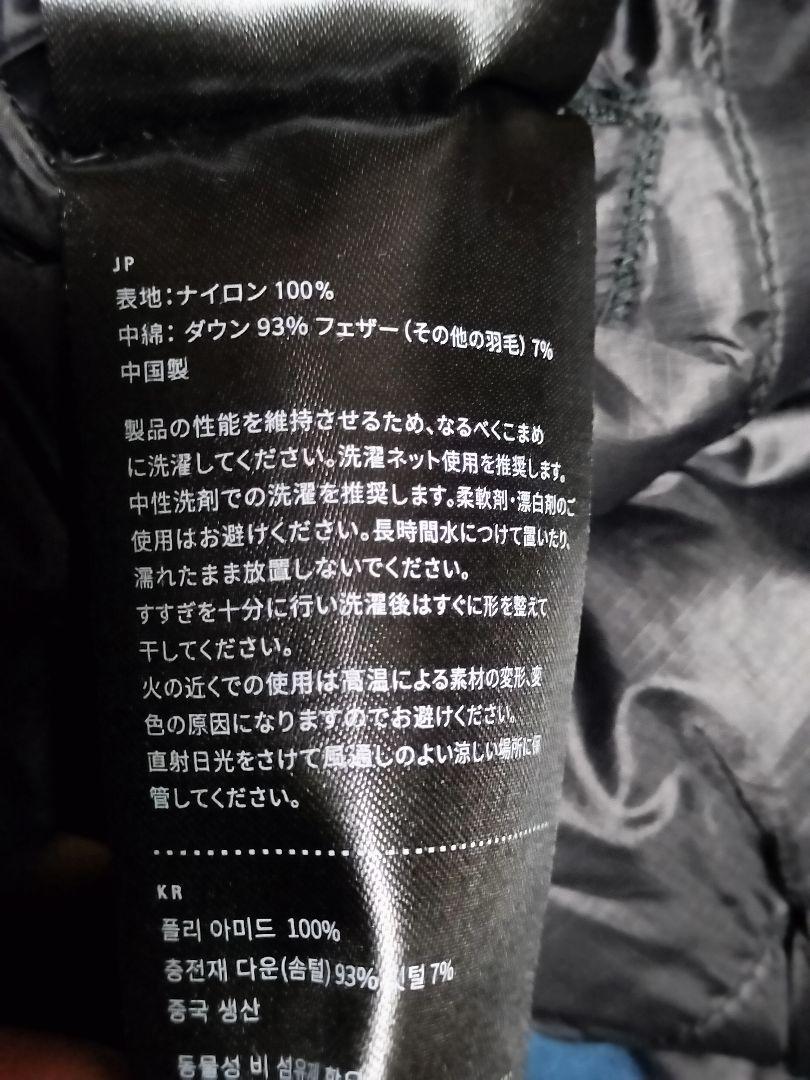 JP
表地:ナイロン 100%
中綿: ダウン 93% フェザー(その他の羽毛) 7%
中国製
製品の性能を維持させるため、なるべくこまめ
に洗濯してください。洗濯ネット使用を推奨します。
中性洗剤での洗濯を推奨します。柔軟剤・漂白剤のご
使用はお避けください。長時間水につけて置いたり、
濡れたまま放置しないでください。
すすぎを十分に行い洗濯後はすぐに形を整えて
干してください。
火の近くでの使用は高温による素材の変形、変
色の原因になりますのでお避けください。
直射日光をさけて風通しのよい涼しい場所に保
管してください。
KR
폴리 아미드 100%
충전재 다운(솜털) 93% 깃털 7%
중국 생산
동물성 비 섬유제